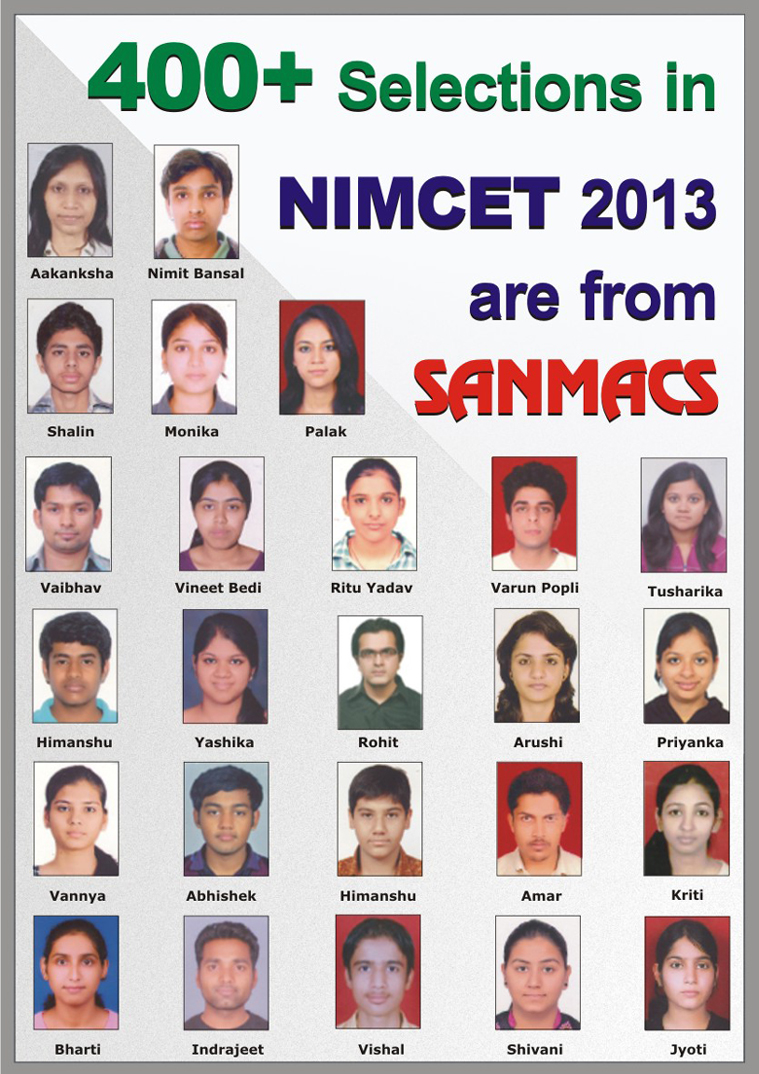 400+ Selections in
NIMCET 2013
are from
SANMACS
Aakanksha Nimit Bansal
Shalin Monika Palak
Vaibhav Vineet Bedi Ritu Yadav Varun Popli Tusharika
Himanshu Yashika Rohit Arushi Priyanka
Vannya Abhishek Himanshu Amar Kriti
Bharti Indrajeet Vishal Shivani Jyoti